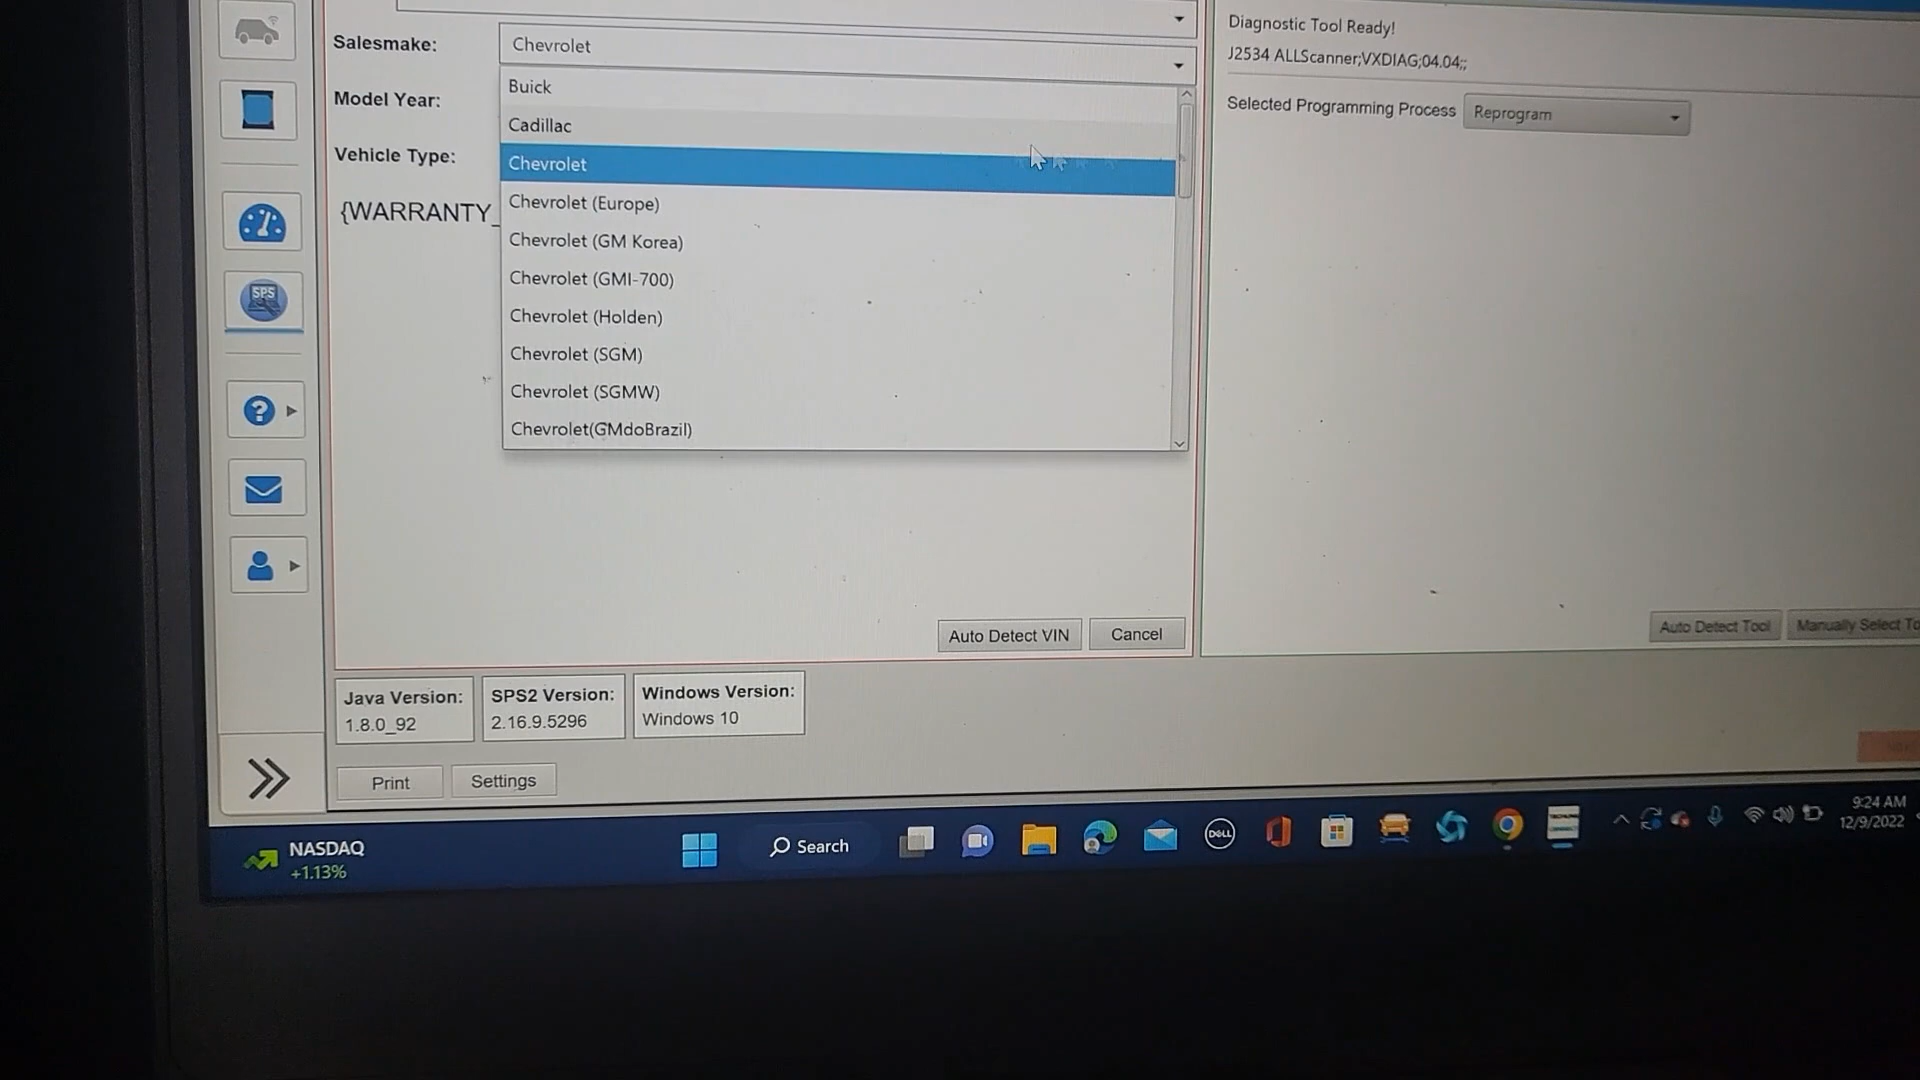 Salesmake:
Chevrolet
Model Year:
Vehicle Type:
{WARRANTY_
Buick
Cadillac
Chevrolet
Chevrolet (Europe)
Chevrolet (GM Korea)
Chevrolet (GMI-700)
Chevrolet (Holden)
Chevrolet (SGM)
Chevrolet (SGMW)
Chevrolet(GMdoBrazil)
Auto Detect VIN
Cancel
Diagnostic Tool Ready!
J2534 ALLScanner;VXDIAG;04.04;;
Selected Programming Process
Reprogram
Auto Detect Tool
Manually Select To
SPS
Java Version:
1.8.0_92
SPS2 Version:
2.16.9.5296
Windows Version:
Windows 10
Print
Settings
NASDAQ
+1.13%
Search
DELL
9:24 AM
12/9/2022